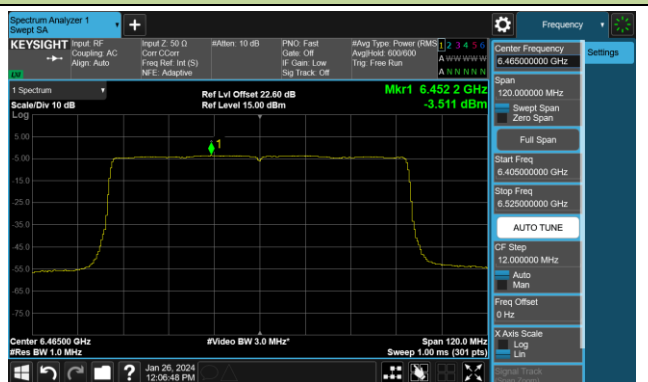 Spectrum Analyzer 1
Swept SA
+
Frequency
KEYSIGHT
Input: RF
Coupling: AC
Align: Auto
Input Z: 50 Ω
Corr CCorr
Freq Ref: Int (S)
NFE: Adaptive
#Atten: 10 dB
PNO: Fast
Gate: Off
IF Gain: Low
Sig Track: Off
#Avg Type: Power (RMS
Avg|Hold: 600/600
Trig: Free Run
1 2 3 4 5 6
A W W W W W
A N N N N N
LW
1 Spectrum
Scale/Div 10 dB
Ref Lvl Offset 22.60 dB
Ref Level 15.00 dBm
Mkr1 6.452 2 GHz
-3.511 dBm
Log
1
5.00
-5.00
-15.0
-25.0
-35.0
-45.0
-55.0
-65.0
-75.0
Center 6.46500 GHz
#Res BW 1.0 MHz
#Video BW 3.0 MHz*
Span 120.0 MHz
Sweep 1.00 ms (301 pts)
?
Jan 26, 2024
12:06:48 PM
Center Frequency
6.465000000 GHz
Settings
Span
120.000000 MHz
Swept Span
Zero Span
Full Span
Start Freq
6.405000000 GHz
Stop Freq
6.525000000 GHz
AUTO TUNE
CF Step
12.000000 MHz
Auto
Man
Freq Offset
0 Hz
X Axis Scale
Log
Lin
Signal Track
(Span Zoom)